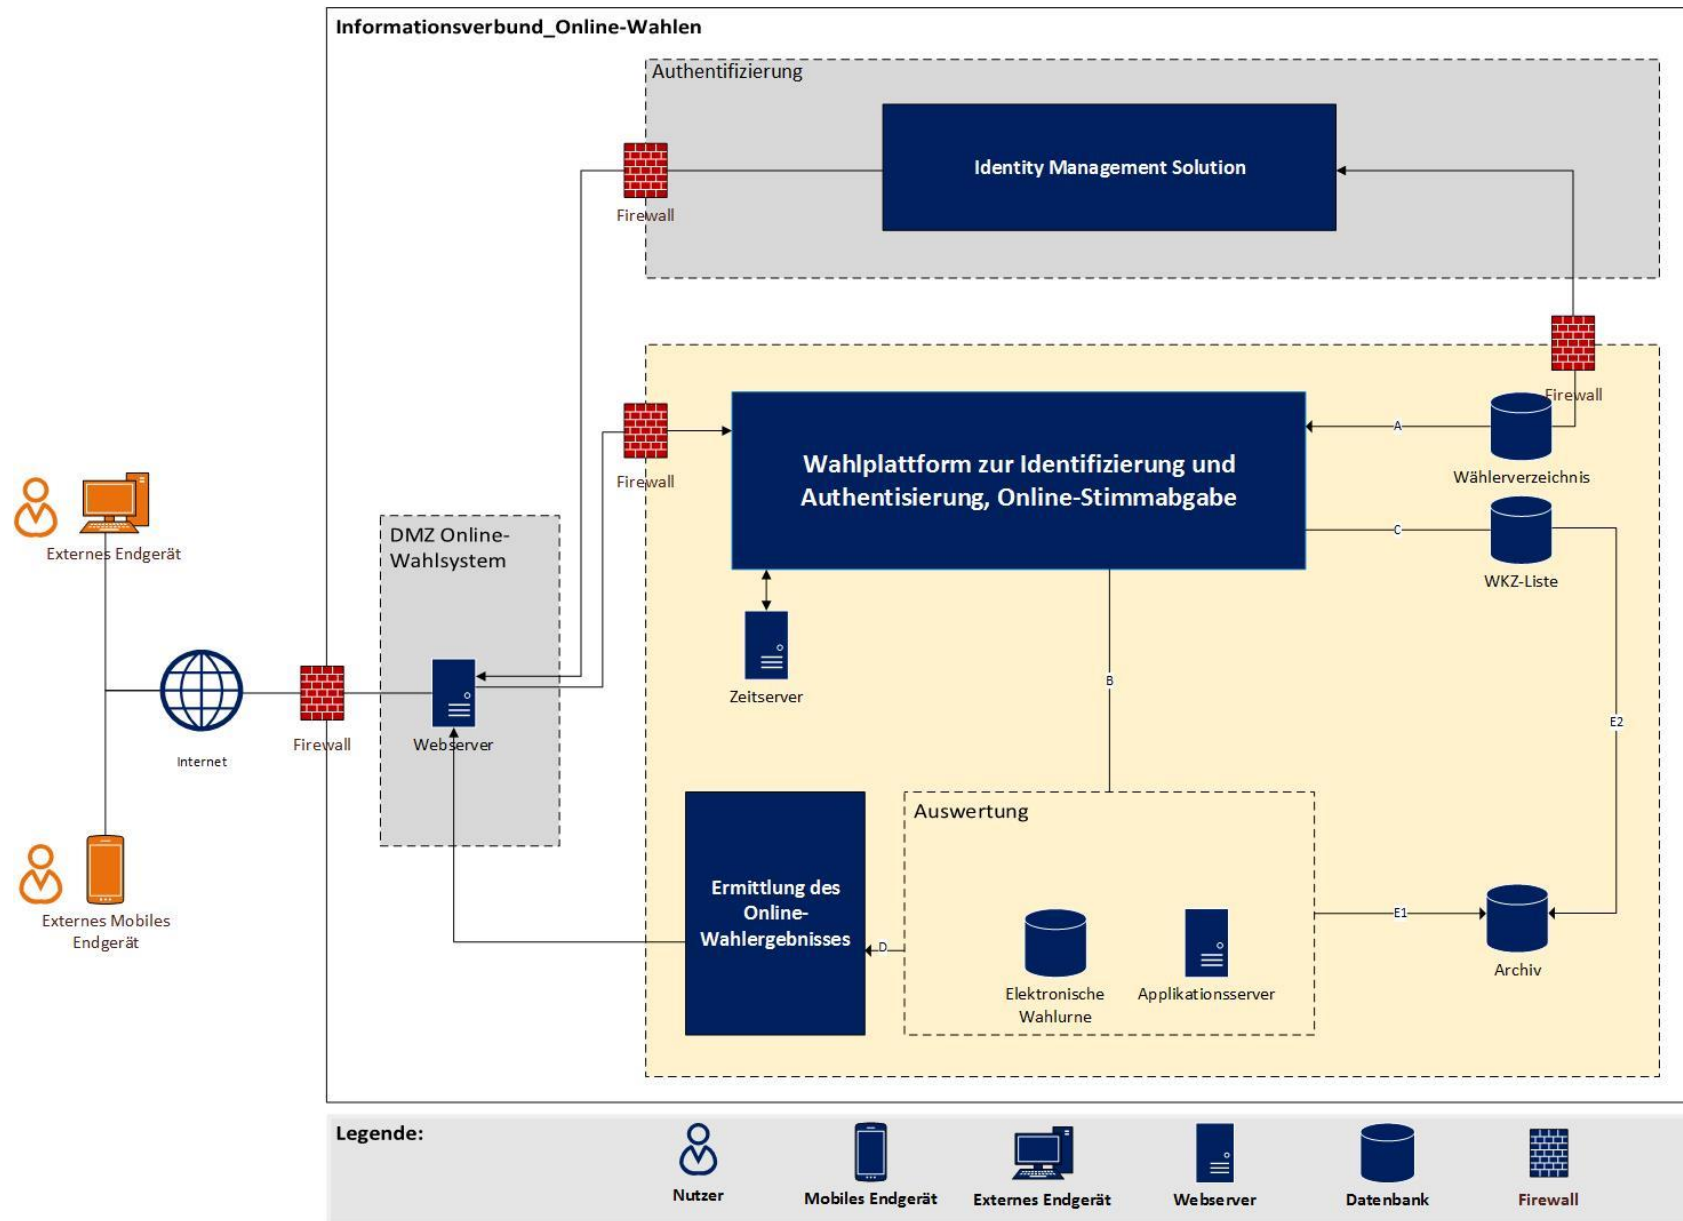 Informationsverbund_Online-Wahlen
Authentifizierung
Identity Management Solution
Firewall
Firewall
Firewall
Wahlplattform zur Identifizierung und
Authentisierung, Online-Stimmabgabe
A
Wählerverzeichnis
C
WKZ-Liste
Externes Endgerät
DMZ Online-
Wahlsystem
Zeitserver
B
E2
Internet
Firewall
Webserver
Auswertung
Ermittlung des
Online-
Wahlergebnisses
D
E1
Elektronische
Wahlurne
Applikationsserver
Archiv
Externes Mobiles
Endgerät
Legende:
Nutzer
Mobiles Endgerät
Externes Endgerät
Webserver
Datenbank
Firewall